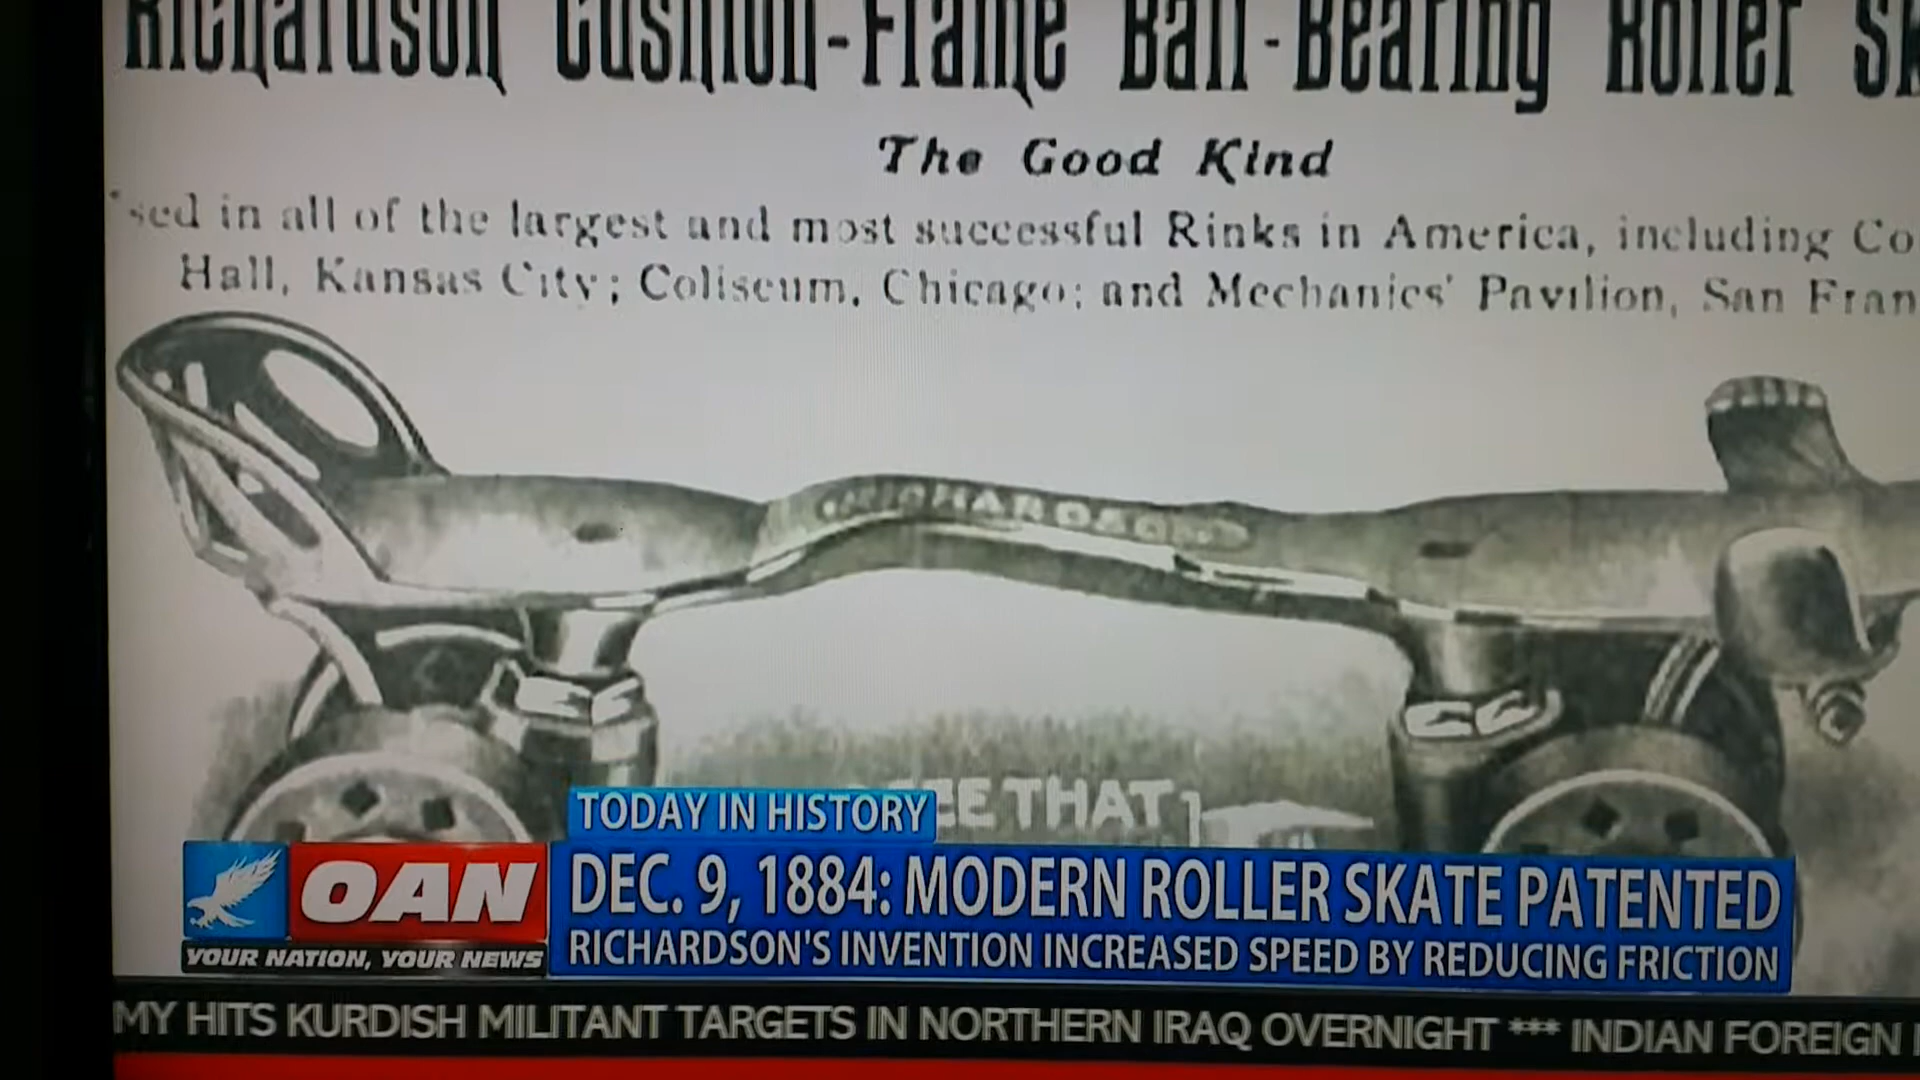 Richardson Cushion-Frame Ball-Bearing Roller Sk
The Good Kind
sed in all of the largest and most successful Rinks in America, including Co
Hall, Kansas City; Coliseum, Chicago; and Mechanics' Pavilion, San Fran
RICHARDSON
EE THAT
TODAY IN HISTORY
OAN
YOUR NATION, YOUR NEWS
DEC. 9, 1884: MODERN ROLLER SKATE PATENTED
RICHARDSON'S INVENTION INCREASED SPEED BY REDUCING FRICTION
MY HITS KURDISH MILITANT TARGETS IN NORTHERN IRAQ OVERNIGHT *** INDIAN FOREIGN